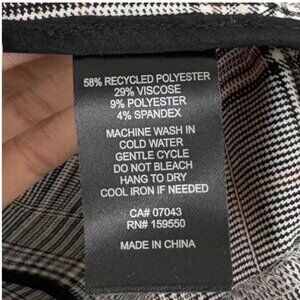 58% RECYCLED POLYESTER
29% VISCOSE
9% POLYESTER
4% SPANDEX
MACHINE WASH IN
COLD WATER
GENTLE CYCLE
DO NOT BLEACH
HANG TO DRY
COOL IRON IF NEEDED
CA# 07043
RN# 159550
MADE IN CHINA